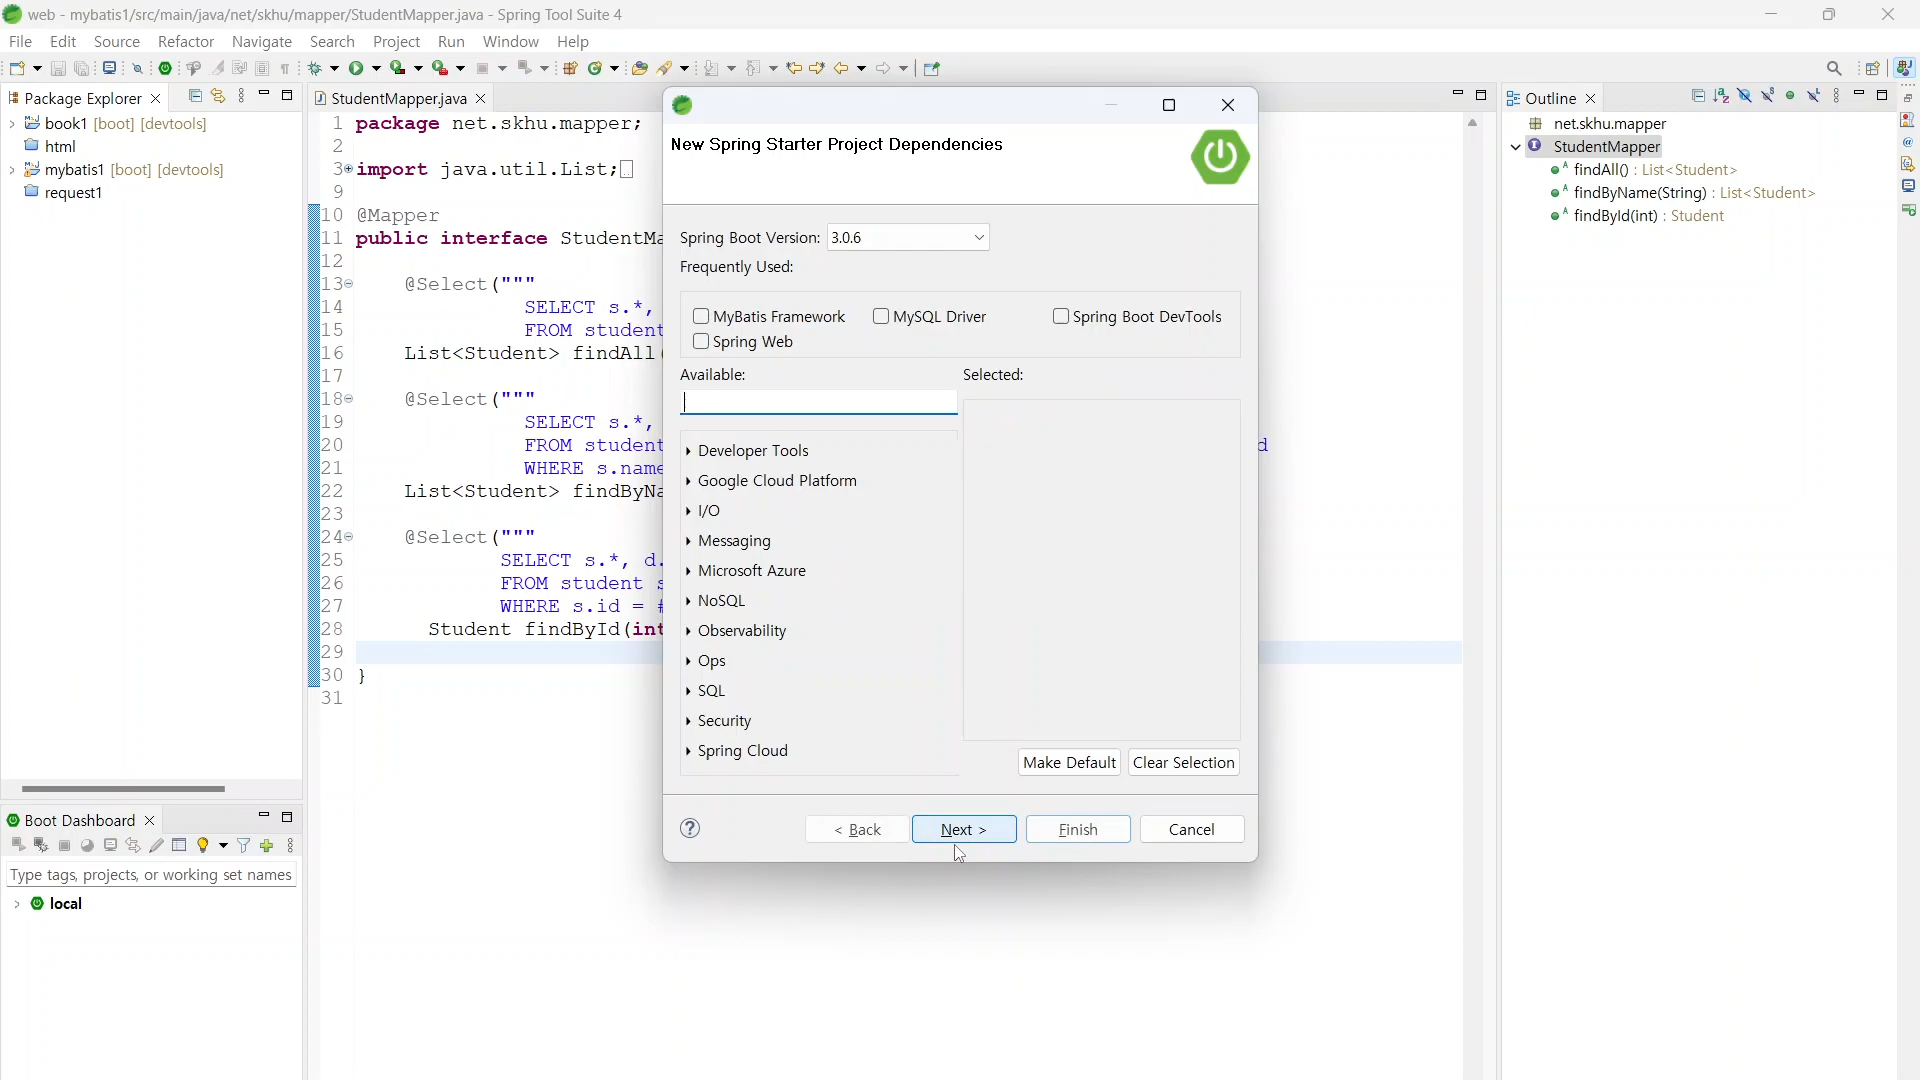 web - mybatis1/src/main/java/net/skhu/mapper/StudentMapper.java - Spring Tool Suite 4
File Edit Source Refactor Navigate Search Project Run Window Help
Package Explorer
book1 [boot] [devtools]
html
mybatis1 [boot] [devtools]
request1
StudentMapper.java
1 package net.skhu.mapper;
2
3 import java.util.List;
9
10 @Mapper
11 public interface StudentMa
12
13 @Select("""
14 SELECT s.*,
15 FROM student
16 List<Student> findAll(
17
18 @Select("""
19 SELECT s.*,
20 FROM student d
21 WHERE s.name
22 List<Student> findByNa
23
24 @Select("""
25 SELECT s.*, d.
26 FROM student s
27 WHERE s.id = #
28 Student findById(int
29
30 }
31
New Spring Starter Project Dependencies
Spring Boot Version: 3.0.6
Frequently Used:
MyBatis Framework MySQL Driver Spring Boot DevTools
Spring Web
Available: Selected:
Developer Tools
Google Cloud Platform
I/O
Messaging
Microsoft Azure
NoSQL
Observability
Ops
SQL
Security
Spring Cloud
Make Default Clear Selection
? < Back Next > Finish Cancel
Outline
net.skhu.mapper
StudentMapper
findAll() : List<Student>
findByName(String) : List<Student>
findById(int) : Student
Boot Dashboard
Type tags, projects, or working set names
local